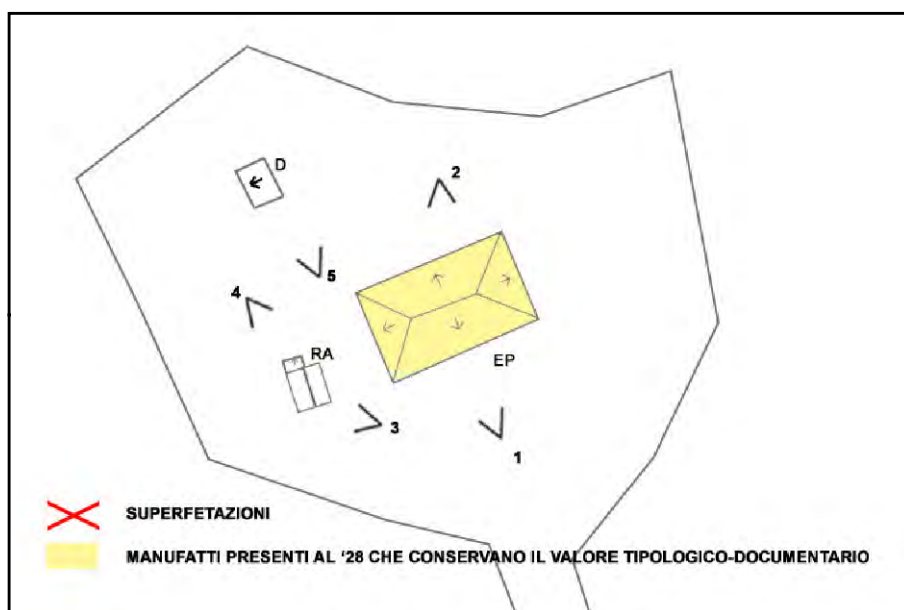 D
2
5
4
RA
EP
3
1
SUPERFETAZIONI
MANUFATTI PRESENTI AL ‘28 CHE CONSERVANO IL VALORE TIPOLOGICO-DOCUMENTARIO